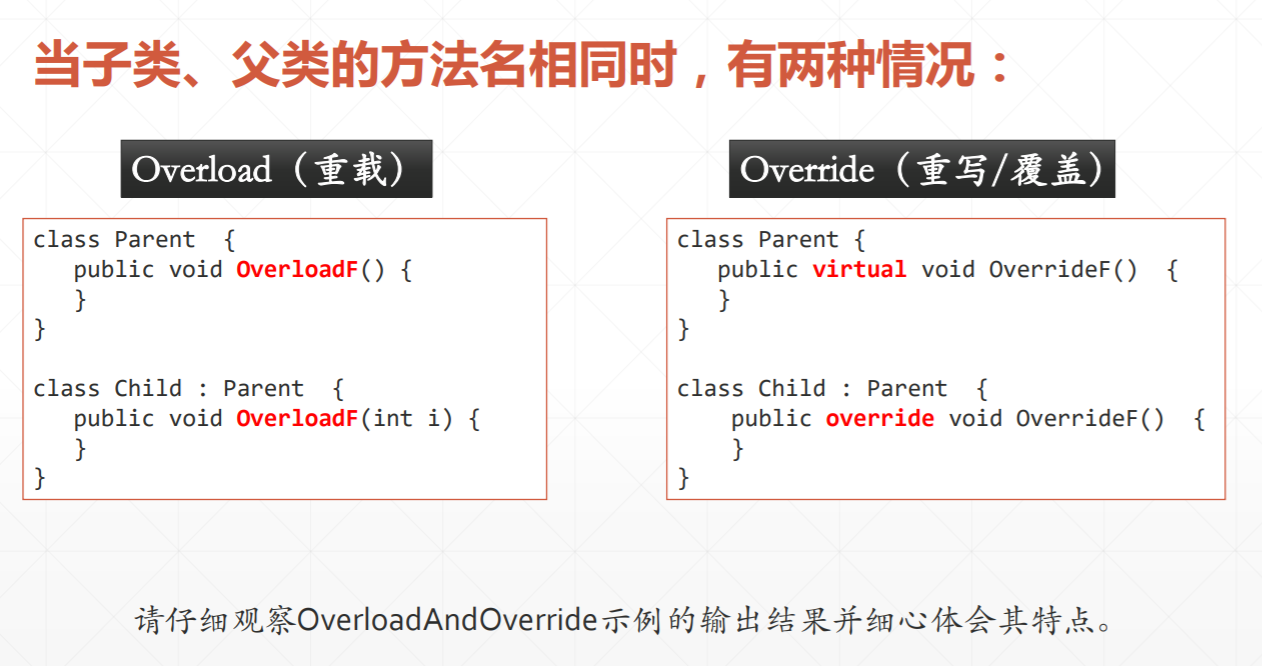 当子类、父类的方法名相同时，有两种情况：
Overload（重载）
class Parent  {
   public void OverloadF() {
   }
}

class Child : Parent  {
   public void OverloadF(int i) {
   }
}
Override（重写/覆盖）
class Parent {
   public virtual void OverrideF()  {
   }
}

class Child : Parent  {
    public override void OverrideF()  {
    }
}
请仔细观察OverloadAndOverride示例的输出结果并细心体会其特点。